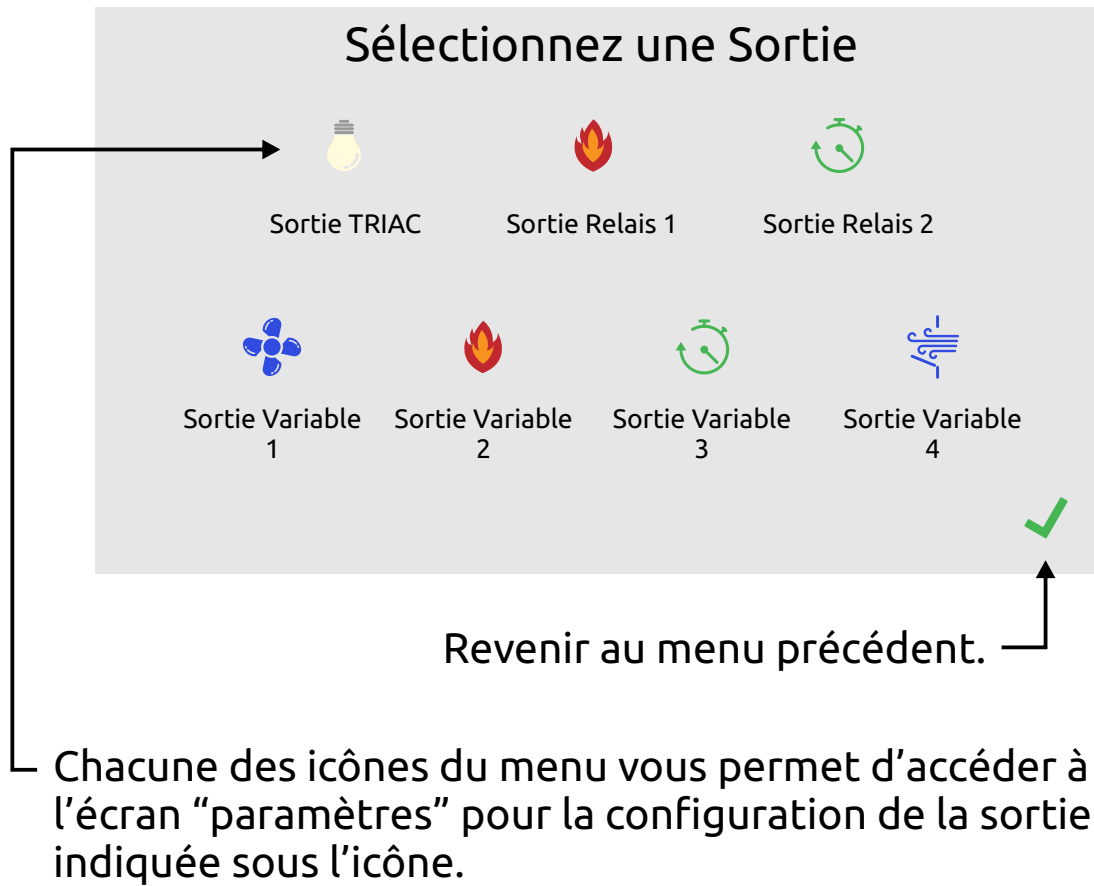 Sélectionnez une Sortie
Sortie TRIAC
Sortie Relais 1
Sortie Relais 2
Sortie Variable
1
Sortie Variable
2
Sortie Variable
3
Sortie Variable
4
Revenir au menu précédent.
Chacune des icônes du menu vous permet d’accéder à
l’écran “paramètres” pour la configuration de la sortie
indiquée sous l’icône.